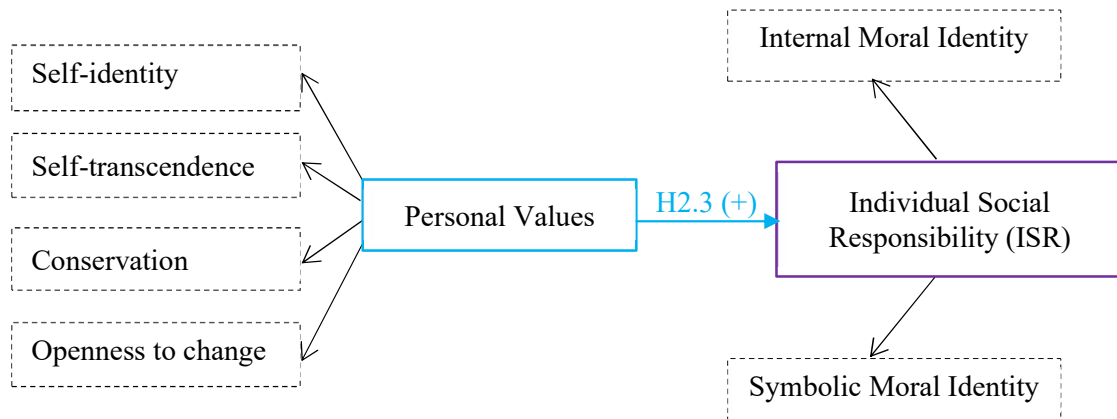 Self-identity
Self-transcendence
Conservation
Openness to change
Personal Values
H2.3 (+)
Internal Moral Identity
Individual Social
Responsibility (ISR)
Symbolic Moral Identity